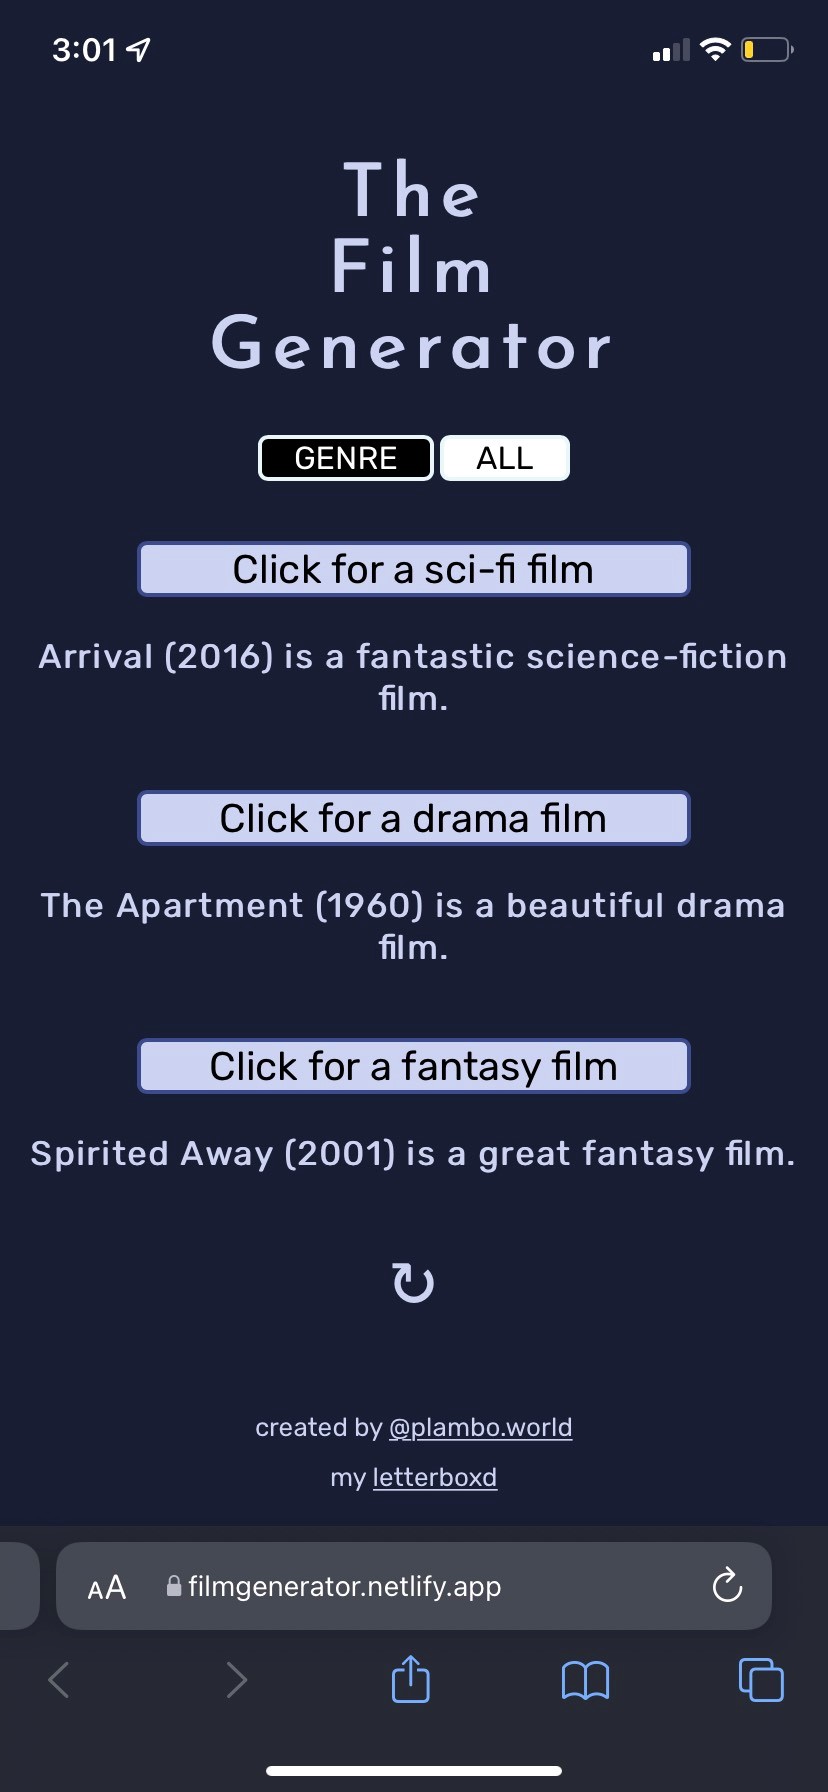 3:01
The
Film
Generator
GENRE ALL
Click for a sci-fi film
Arrival (2016) is a fantastic science-fiction
film.
Click for a drama film
The Apartment (1960) is a beautiful drama
film.
Click for a fantasy film
Spirited Away (2001) is a great fantasy film.
created by @plambo.world
my letterboxd
AA filmgenerator.netlify.app